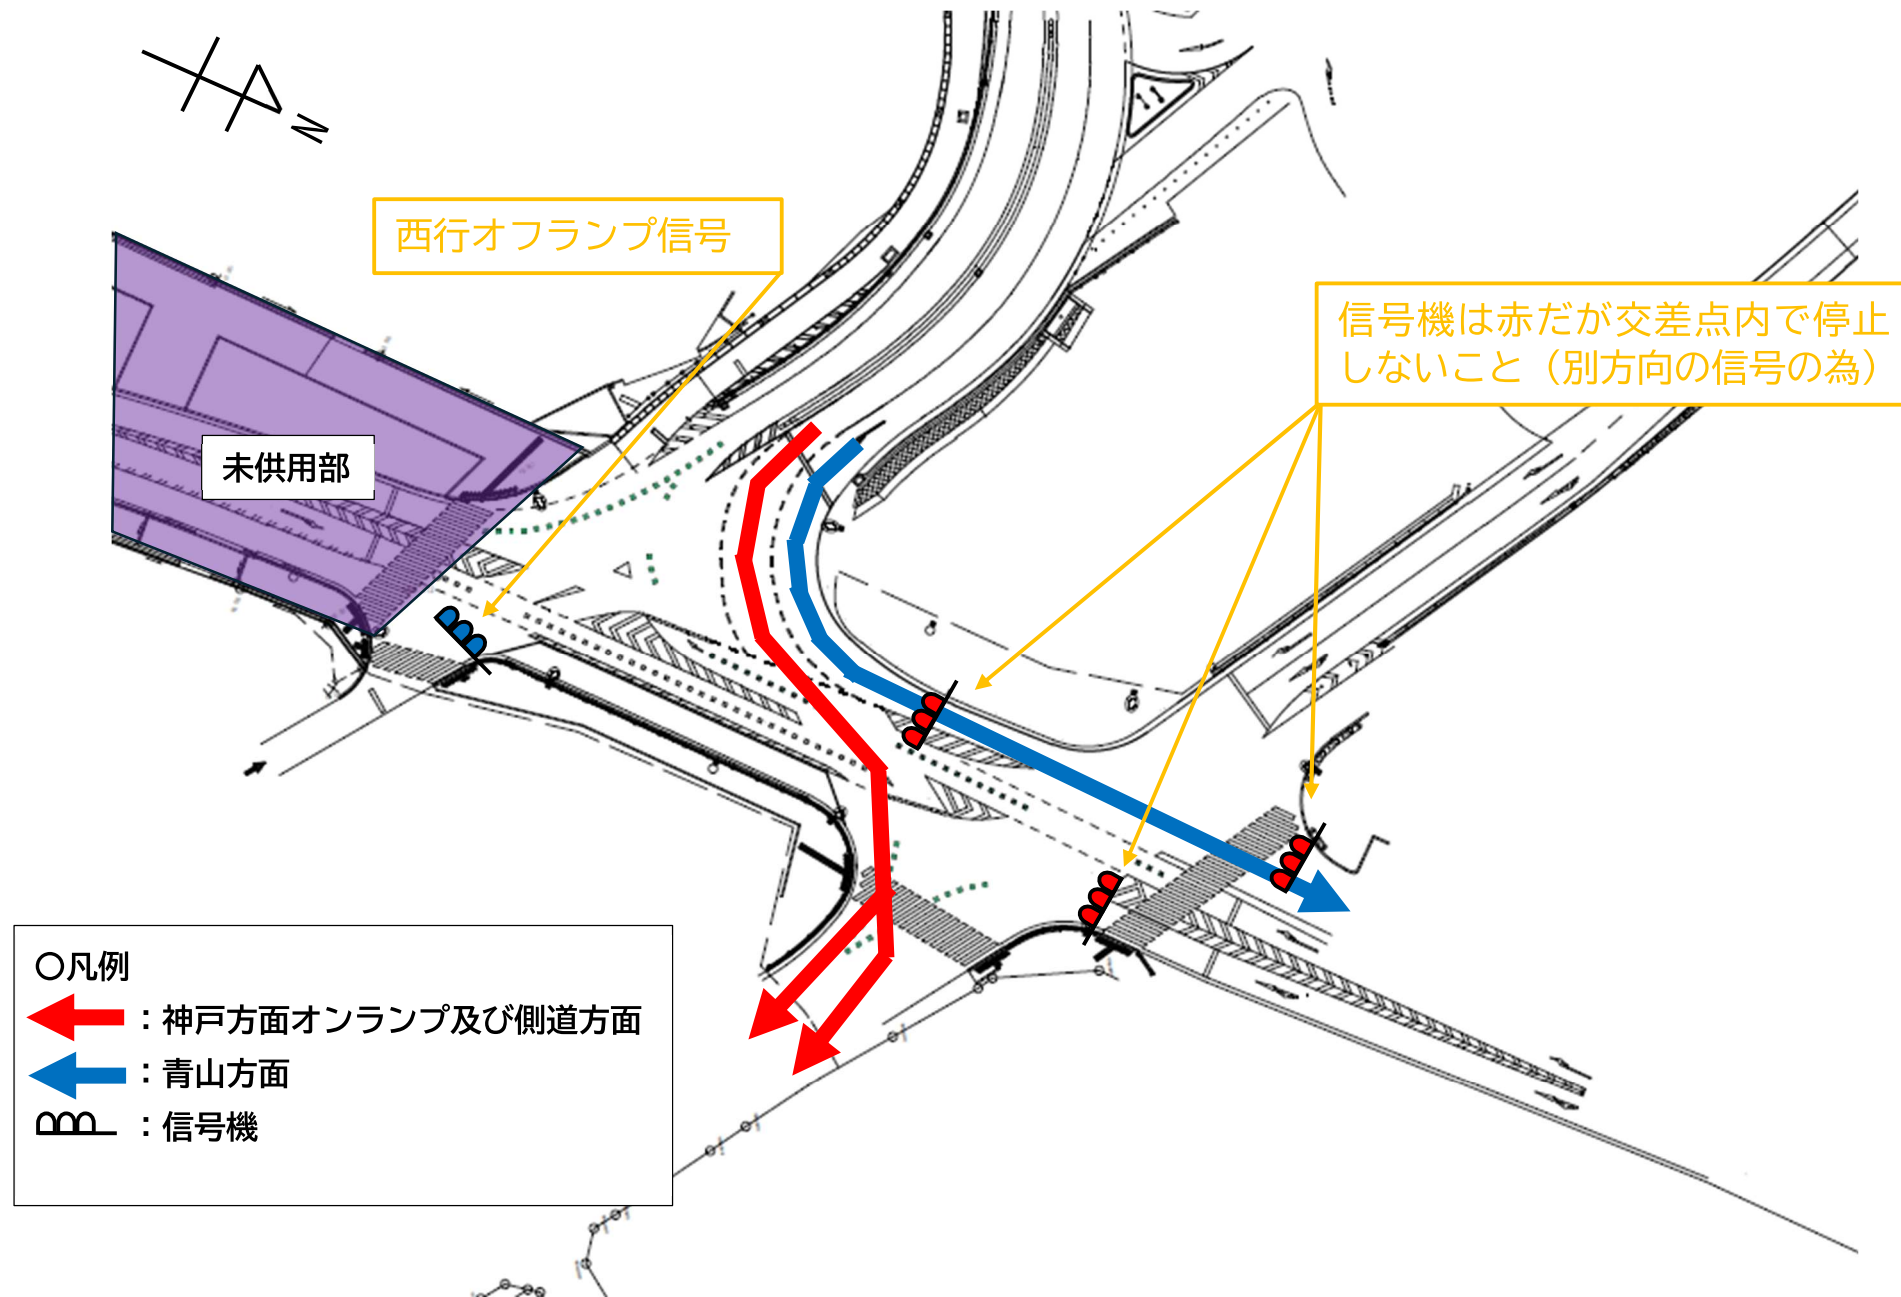 N
西行オフランプ信号
信号機は赤だが交差点内で停止
しないこと（別方向の信号の為）
未供用部
○凡例
：神戸方面オンランプ及び側道方面
：青山方面
：信号機